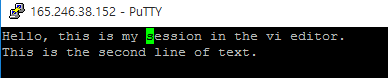 165.246.38.152 - PuTTY
Hello, this is my session in the vi editor.
This is the second line of text.